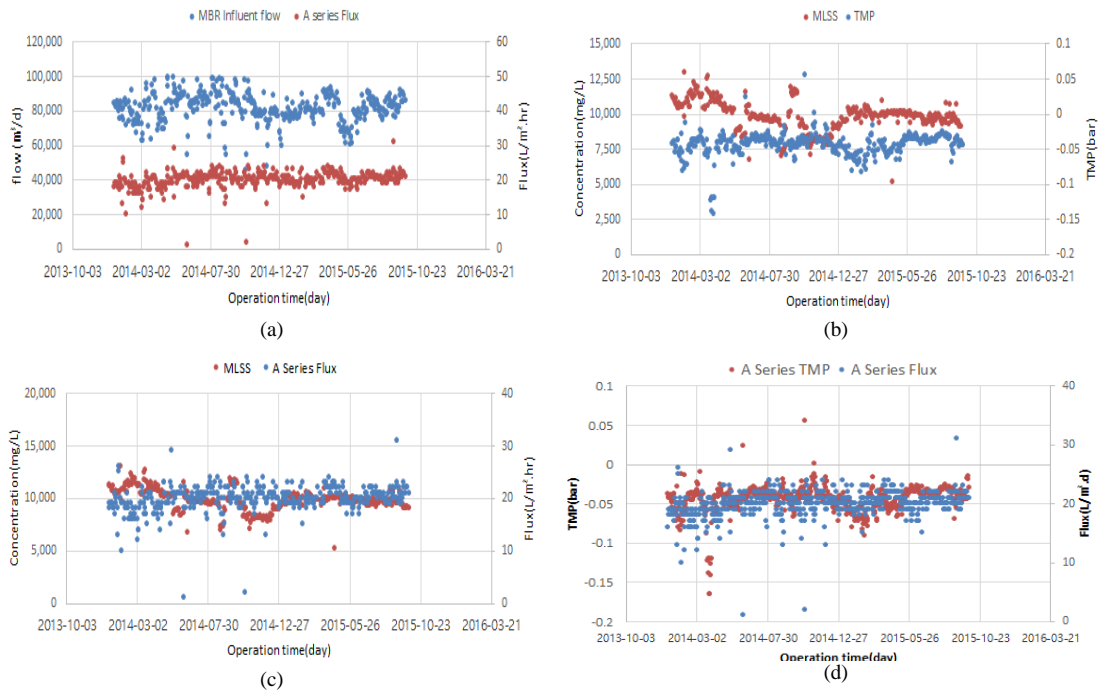 MBR Influent flow A series Flux
120,000
100,000
80,000
60,000
40,000
20,000
0
60
50
40
30
20
10
0
flow (m³/d)
Flux(L/m².hr)
2013-10-03 2014-03-02 2014-07-30 2014-12-27 2015-05-26 2015-10-23 2016-03-21
Operation time(day)
(a)
MLSS TMP
15,000
12,500
10,000
7,500
5,000
2,500
0
0.1
0.05
0
-0.05
-0.1
-0.15
-0.2
Concentration(mg/L)
TMP(bar)
2013-10-03 2014-03-02 2014-07-30 2014-12-27 2015-05-26 2015-10-23 2016-03-21
Operation time(day)
(b)
MLSS A Series Flux
20,000
15,000
10,000
5,000
0
40
30
20
10
0
Concentration(mg/L)
Flux(L/m².hr)
2013-10-03 2014-03-02 2014-07-30 2014-12-27 2015-05-26 2015-10-23 2016-03-21
Operation time(day)
(c)
A Series TMP A Series Flux
0.1
0.05
0
-0.05
-0.1
-0.15
-0.2
40
30
20
10
0
TMP(bar)
Flux(L/m².d)
2013-10-03 2014-03-02 2014-07-30 2014-12-27 2015-05-26 2015-10-23 2016-03-21
Operation time(day)
(d)